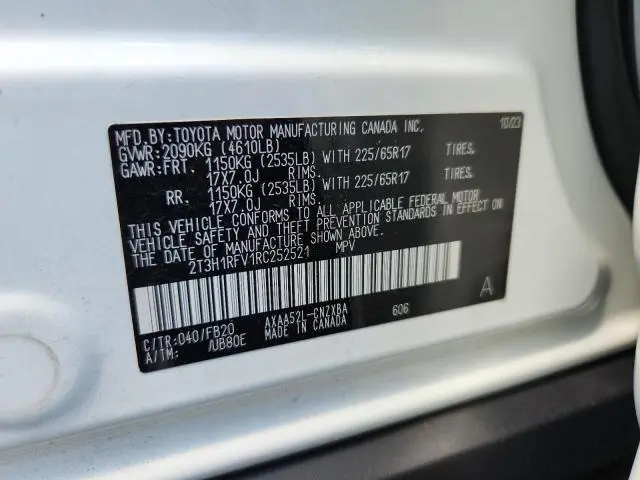 MFD.BY:TOYOTA MOTOR MANUFACTURING CANADA INC. 10/23
GVWR:2090KG (4610LB)
GAWR:FRT. 1150KG (2535LB) WITH 225/65R17 TIRES.
17X7.0J RIMS.
RR. 1150KG (2535LB) WITH 225/65R17 TIRES.
17X7.0J RIMS.
THIS VEHICLE CONFORMS TO ALL APPLICABLE FEDERAL MOTOR
VEHICLE SAFETY AND THEFT PREVENTION STANDARDS IN EFFECT ON
THE DATE OF MANUFACTURE SHOWN ABOVE.
2T3H1RFV1RC252521 MPV
A
C/TR:040/FB20 AXAA52L-CNZXBA 606
A/TM: /UB80E MADE IN CANADA